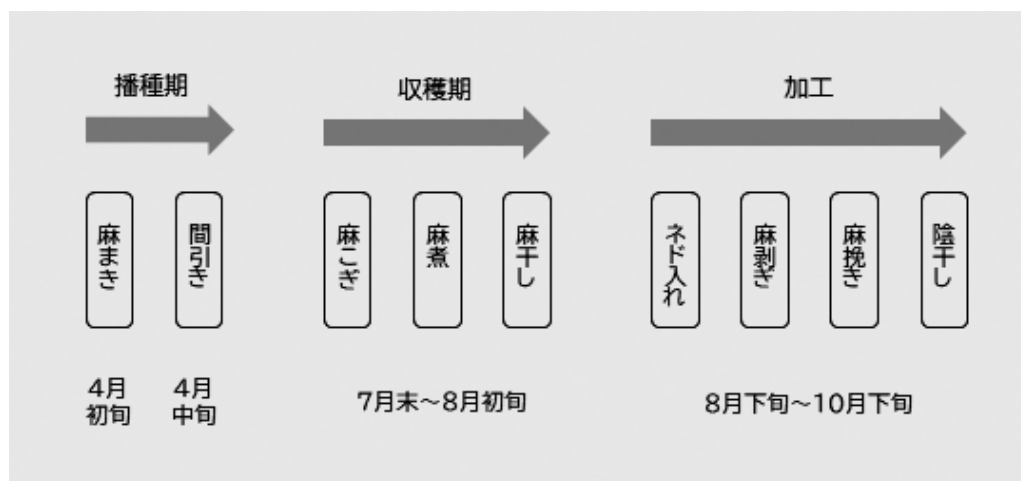 播種期
収穫期
加工
麻まき
間引き
麻こぎ
麻煮
麻干し
ネド入れ
麻剥ぎ
麻挽き
陰干し
4月
初旬
4月
中旬
7月末～8月初旬
8月下旬～10月下旬